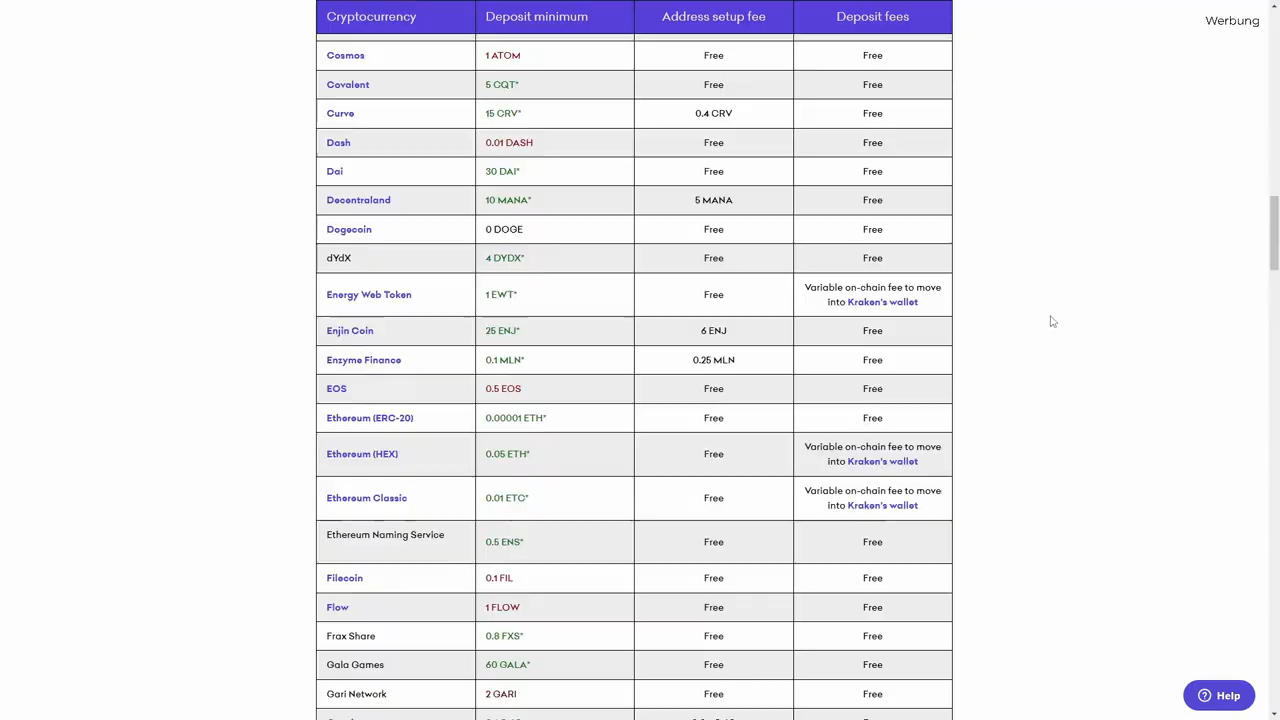 Cryptocurrency Deposit minimum Address setup fee Deposit fees
Werbung
Cosmos 1 ATOM Free Free
Covalent 5 CQT* Free Free
Curve 15 CRV* 0.4 CRV Free
Dash 0.01 DASH Free Free
Dai 30 DAI* Free Free
Decentraland 10 MANA* 5 MANA Free
Dogecoin 0 DOGE Free Free
dYdX 4 DYDX* Free Free
Energy Web Token 1 EWT* Free Variable on-chain fee to move
into Kraken's wallet
Enjin Coin 25 ENJ* 6 ENJ Free
Enzyme Finance 0.1 MLN* 0.25 MLN Free
EOS 0.5 EOS Free Free
Ethereum (ERC-20) 0.00001 ETH* Free Free
Ethereum (HEX) 0.05 ETH* Free Variable on-chain fee to move
into Kraken's wallet
Ethereum Classic 0.01 ETC* Free Variable on-chain fee to move
into Kraken's wallet
Ethereum Naming Service 0.5 ENS* Free Free
Filecoin 0.1 FIL Free Free
Flow 1 FLOW Free Free
Frax Share 0.8 FXS* Free Free
Gala Games 60 GALA* Free Free
Gari Network 2 GARI Free Free
Help